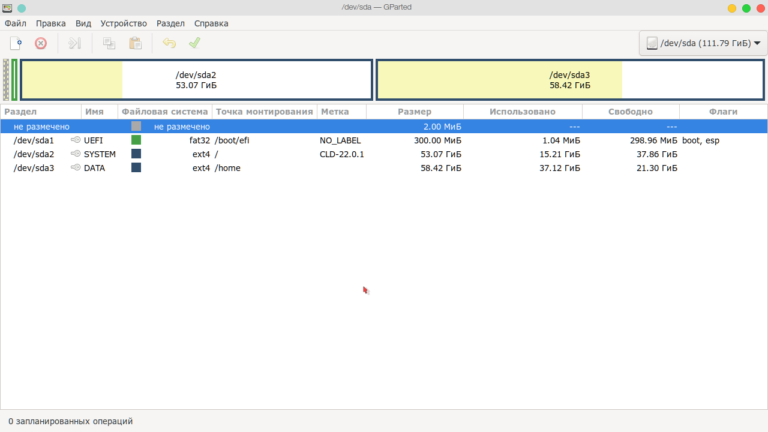 /dev/sda — GParted
Файл Правка Вид Устройство Раздел Справка
/dev/sda (111.79 ГиБ)
/dev/sda2 /dev/sda3
53.07 ГиБ 58.42 ГиБ
Раздел Имя Файловая система Точка монтирования Метка Размер Использовано Свободно Флаги
не размечено не размечено 2.00 МиБ --- ---
/dev/sda1 UEFI fat32 /boot/efi NO_LABEL 300.00 МиБ 1.04 МиБ 298.96 МиБ boot, esp
/dev/sda2 SYSTEM ext4 / CLD-22.0.1 53.07 ГиБ 15.21 ГиБ 37.86 ГиБ
/dev/sda3 DATA ext4 /home 58.42 ГиБ 37.12 ГиБ 21.30 ГиБ
0 запланированных операций